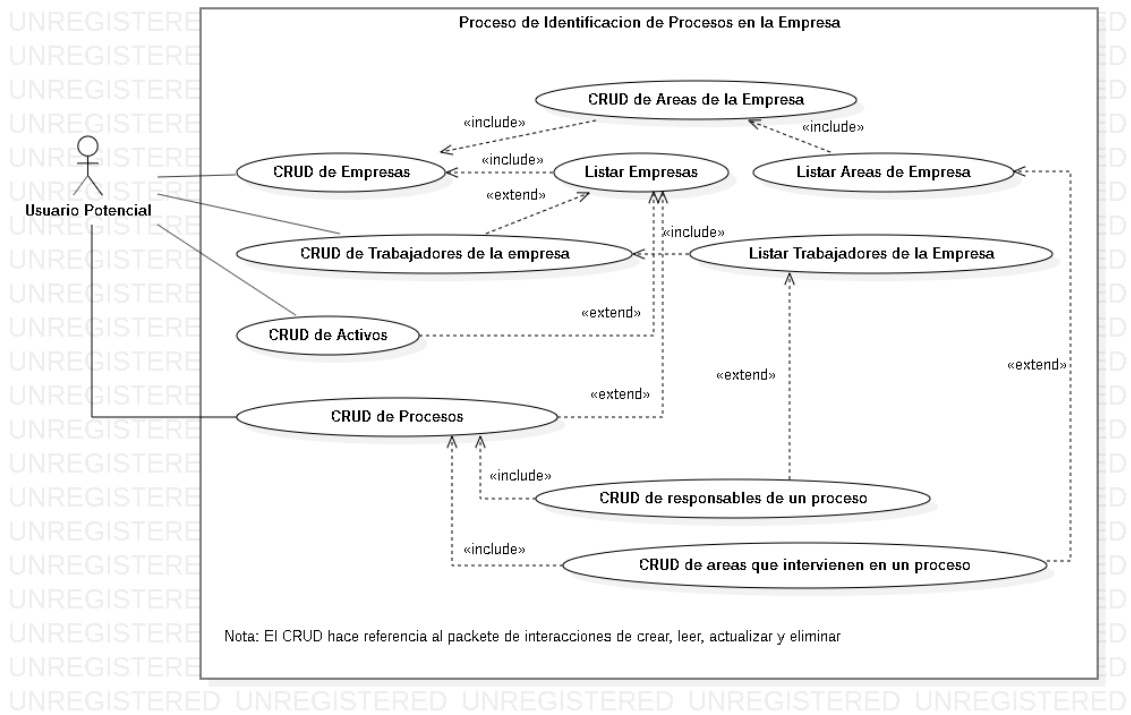 Proceso de Identificacion de Procesos en la Empresa
CRUD de Areas de la Empresa
«include»
«include»
«include»
CRUD de Empresas
Listar Empresas
Listar Areas de Empresa
«extend»
Usuario Potencial
«include»
CRUD de Trabajadores de la empresa
Listar Trabajadores de la Empresa
«extend»
CRUD de Activos
«extend»
«extend»
«extend»
CRUD de Procesos
«include»
CRUD de responsables de un proceso
«include»
CRUD de areas que intervienen en un proceso
Nota: El CRUD hace referencia al packete de interacciones de crear, leer, actualizar y eliminar
UNREGISTERED UNREGISTERED UNREGISTERED UNREGISTERED UNREGISTERED